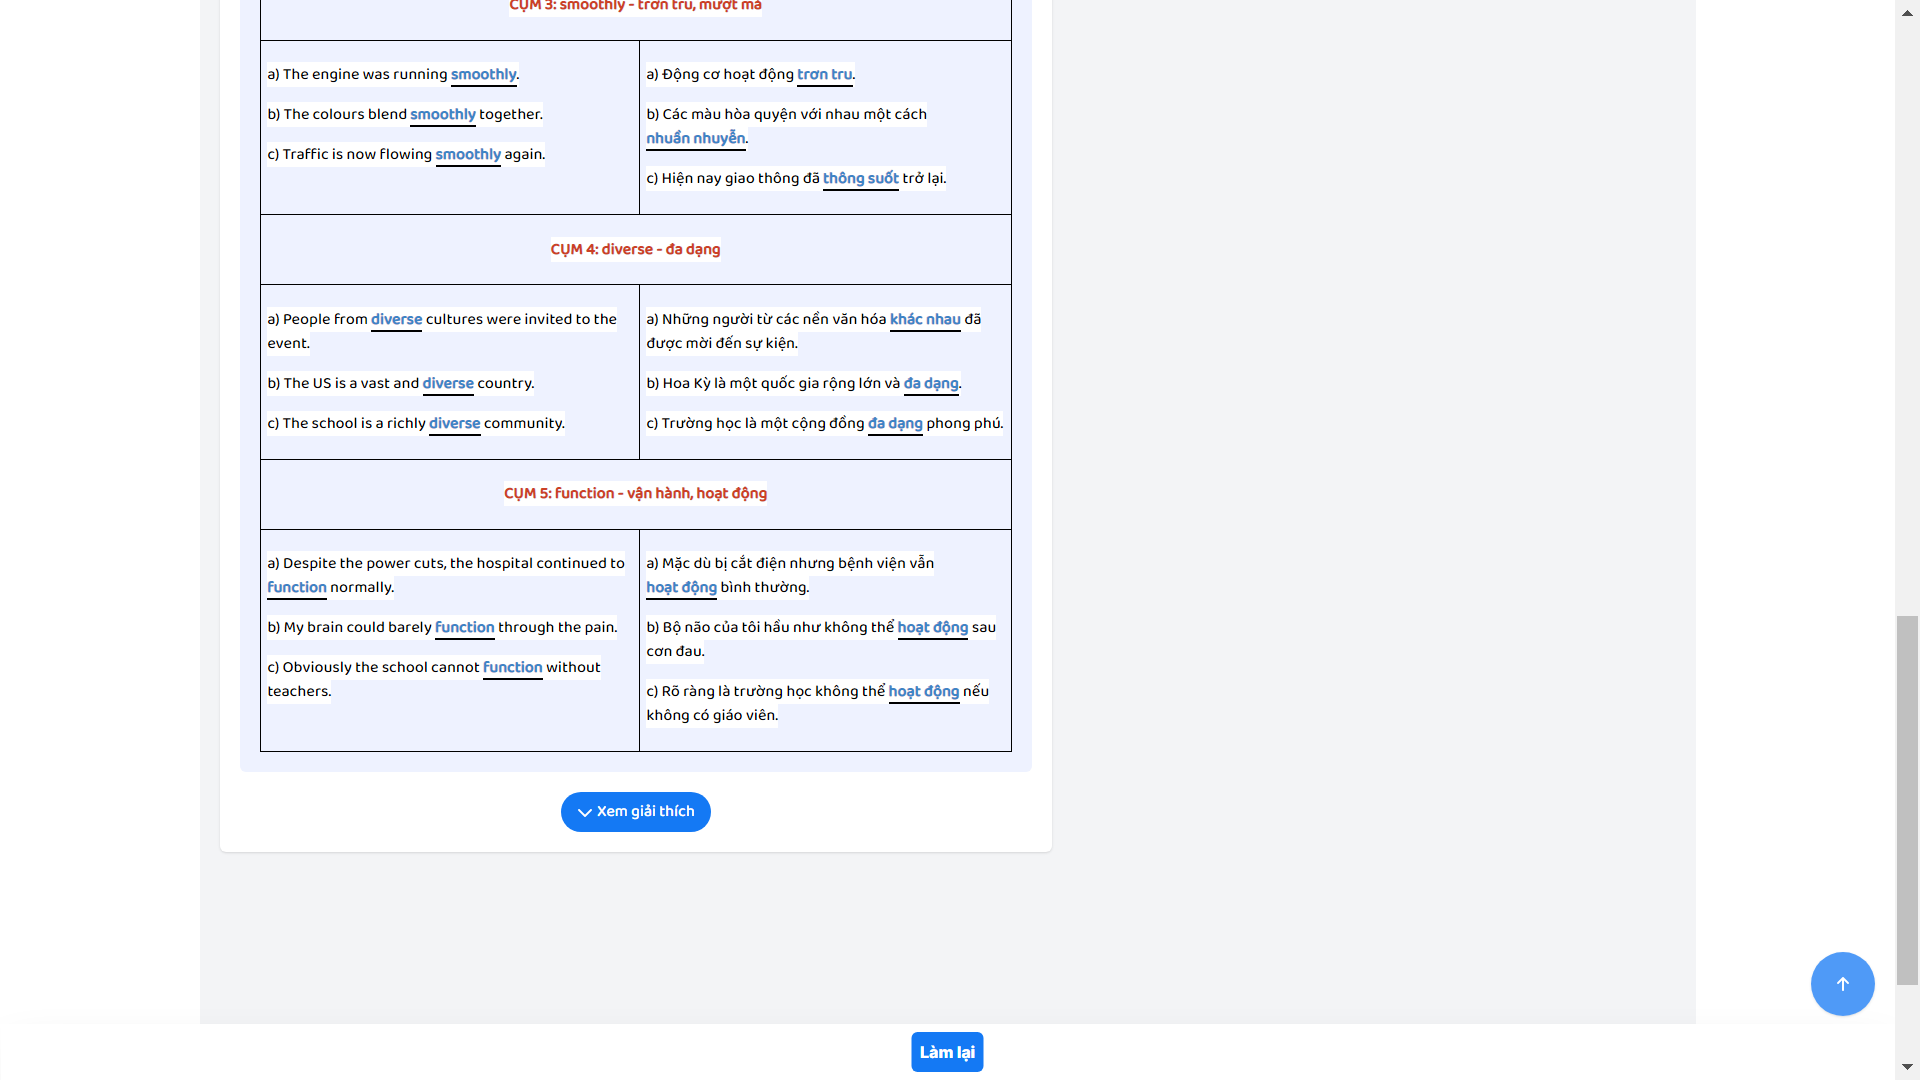 CỤM 3: smoothly - trơn tru, mượt mà
a) The engine was running smoothly.
b) The colours blend smoothly together.
c) Traffic is now flowing smoothly again.
a) Động cơ hoạt động trơn tru.
b) Các màu hòa quyện với nhau một cách
nhuần nhuyễn.
c) Hiện nay giao thông đã thông suốt trở lại.
CỤM 4: diverse - đa dạng
a) People from diverse cultures were invited to the
event.
b) The US is a vast and diverse country.
c) The school is a richly diverse community.
a) Những người từ các nền văn hóa khác nhau đã
được mời đến sự kiện.
b) Hoa Kỳ là một quốc gia rộng lớn và đa dạng.
c) Trường học là một cộng đồng đa dạng phong phú.
CỤM 5: function - vận hành, hoạt động
a) Despite the power cuts, the hospital continued to
function normally.
b) My brain could barely function through the pain.
c) Obviously the school cannot function without
teachers.
a) Mặc dù bị cắt điện nhưng bệnh viện vẫn
hoạt động bình thường.
b) Bộ não của tôi hầu như không thể hoạt động sau
cơn đau.
c) Rõ ràng là trường học không thể hoạt động nếu
không có giáo viên.
Xem giải thích
Làm lại